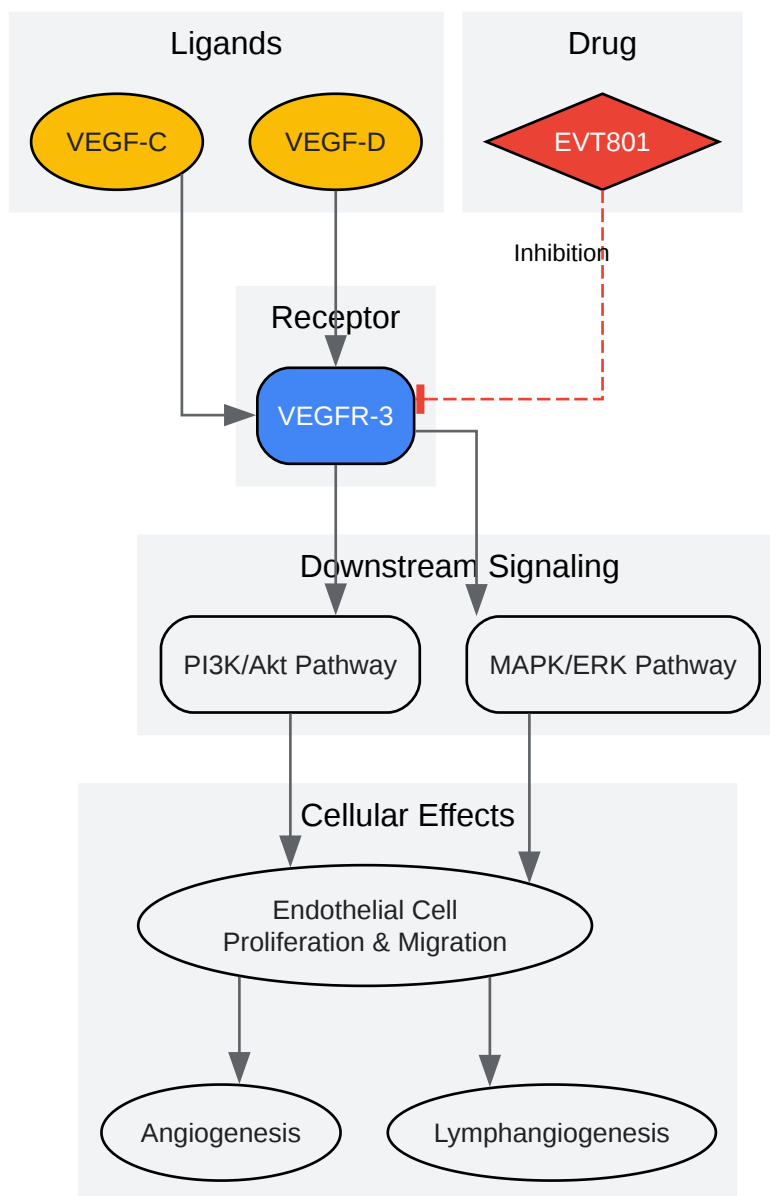 Ligands
Drug
VEGF-C
VEGF-D
EVT801
Inhibition
Receptor
VEGFR-3
Downstream Signaling
PI3K/Akt Pathway
MAPK/ERK Pathway
Cellular Effects
Endothelial Cell
Proliferation & Migration
Angiogenesis
Lymphangiogenesis